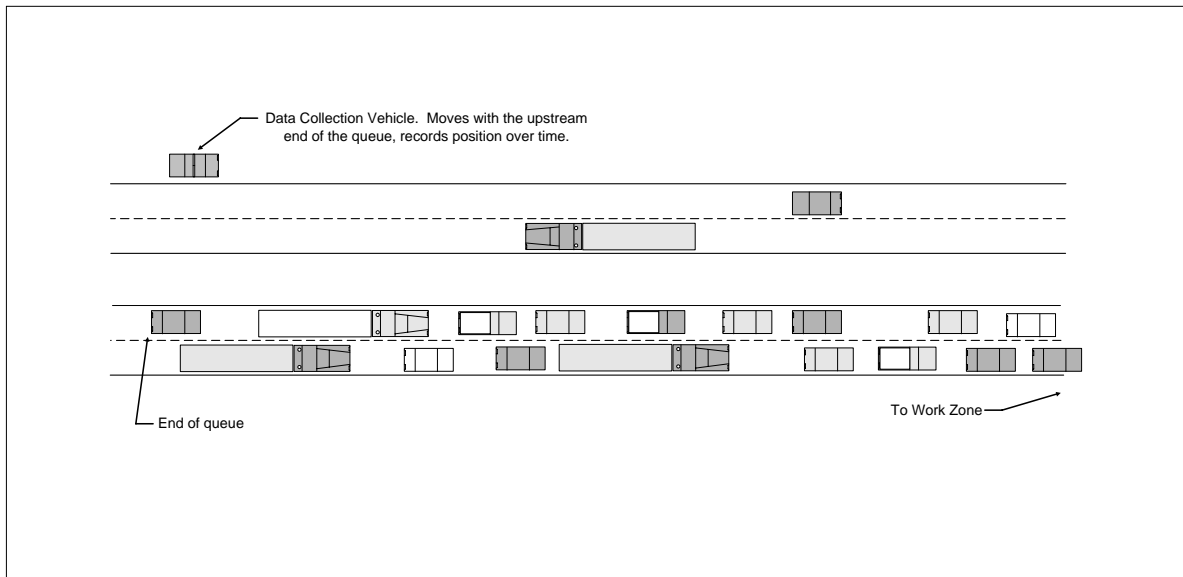 Data Collection Vehicle.  Moves with the upstream
end of the queue, records position over time.
End of queue
To Work Zone